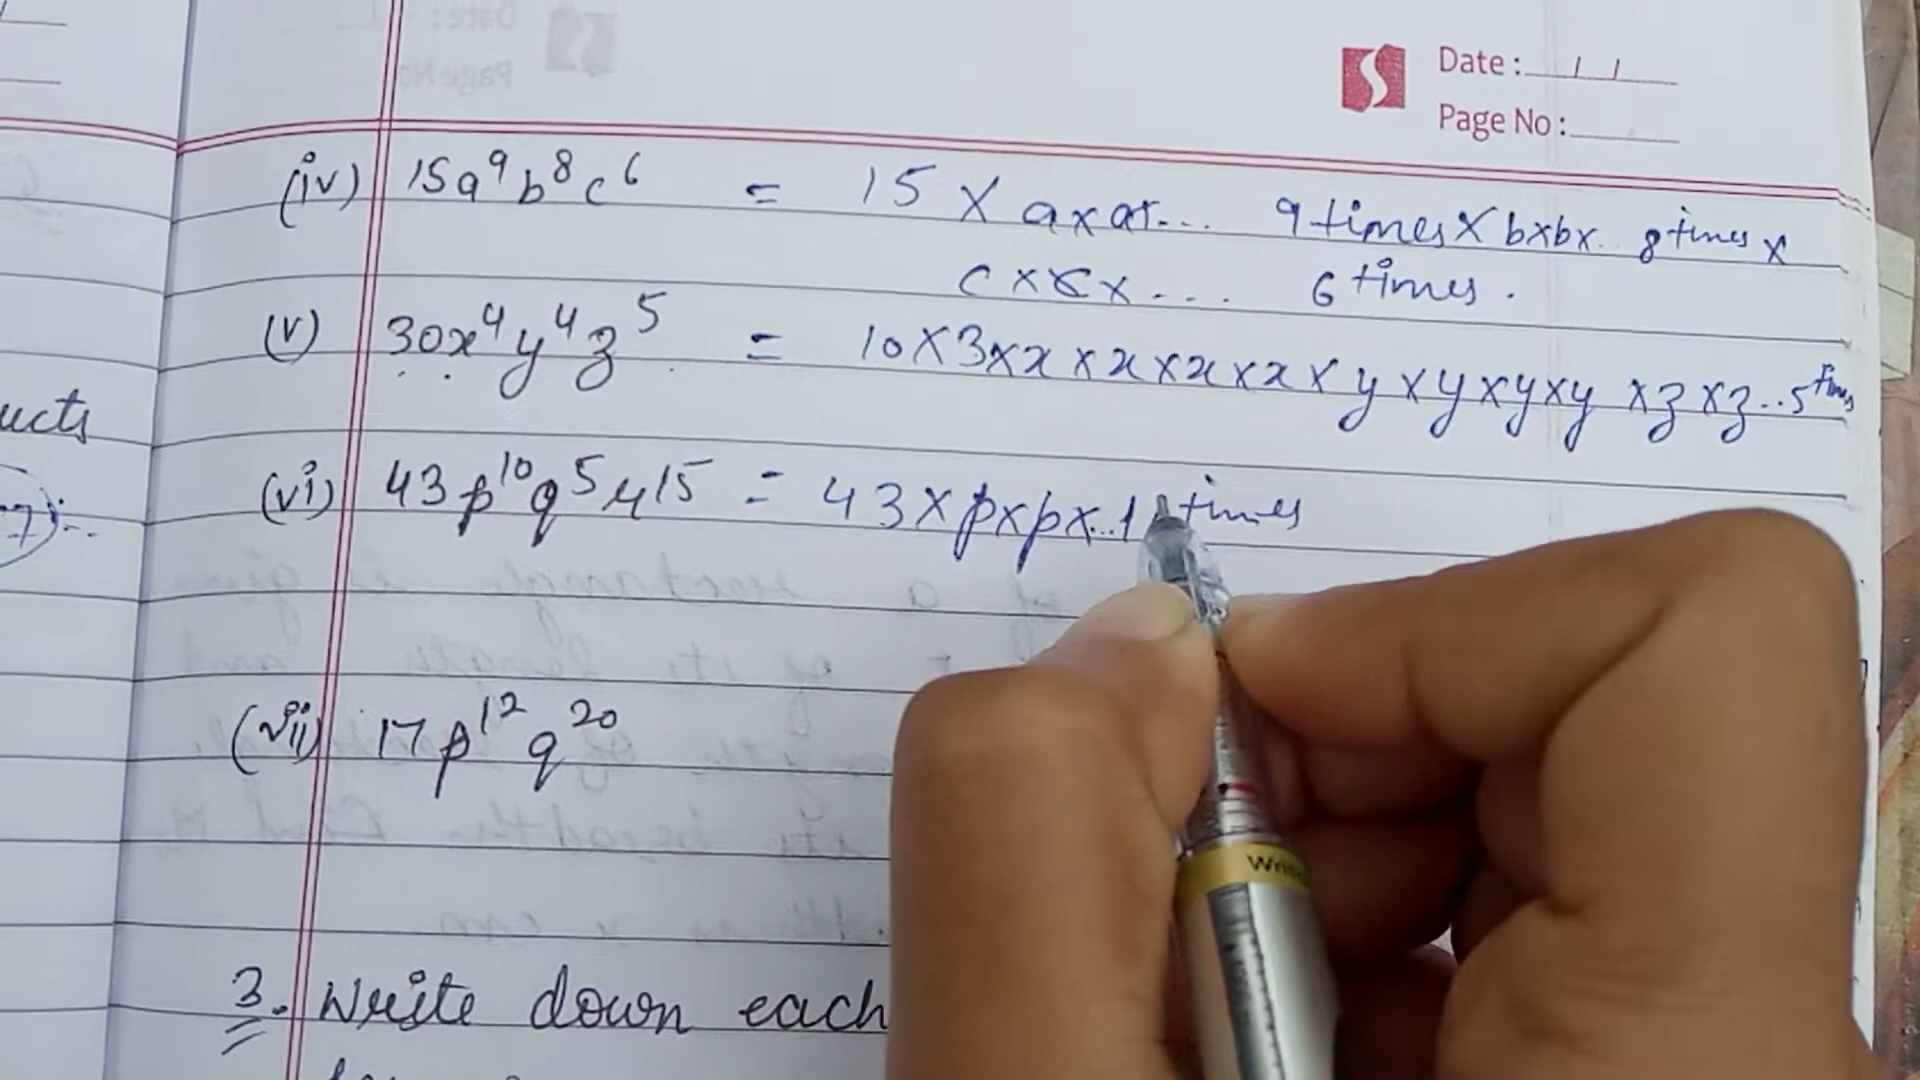 Date: / /
Page No:
(iv) 15a⁹b⁸c⁶ = 15 × a×a×... 9 times × b×b×.. 8 times ×
c×c×... 6 times.
(v) 30x⁴y⁴z⁵ = 10×3×x×x×x×x×y×y×y×y×z×z..5 times
ucts
(vi) 43p¹⁰q⁵r¹⁵ = 43×p×p×..1 times
(vii) 17p¹²q²⁰
3. Write down each